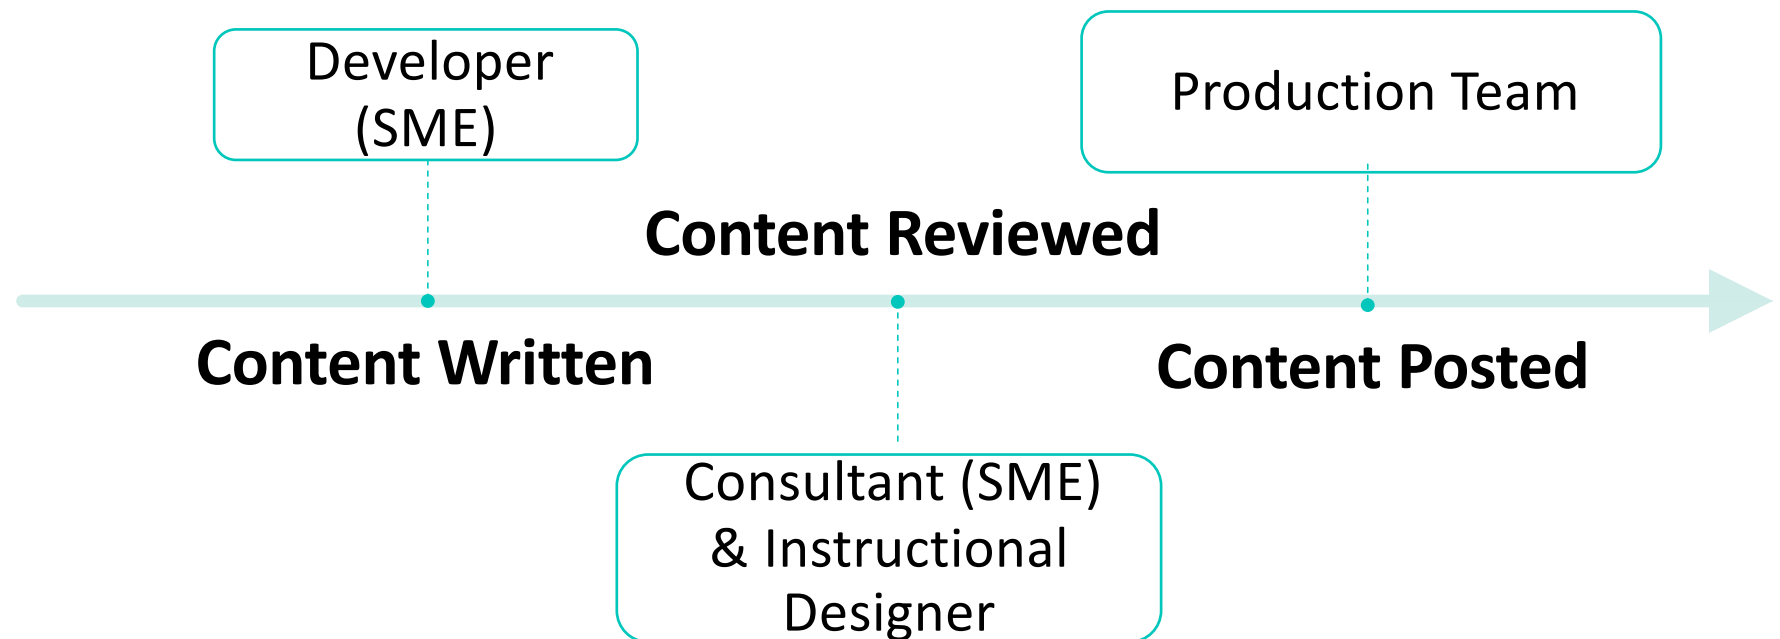 Developer
(SME)
Production Team
Content Reviewed
Content Written
Content Posted
Consultant (SME)
& Instructional
Designer